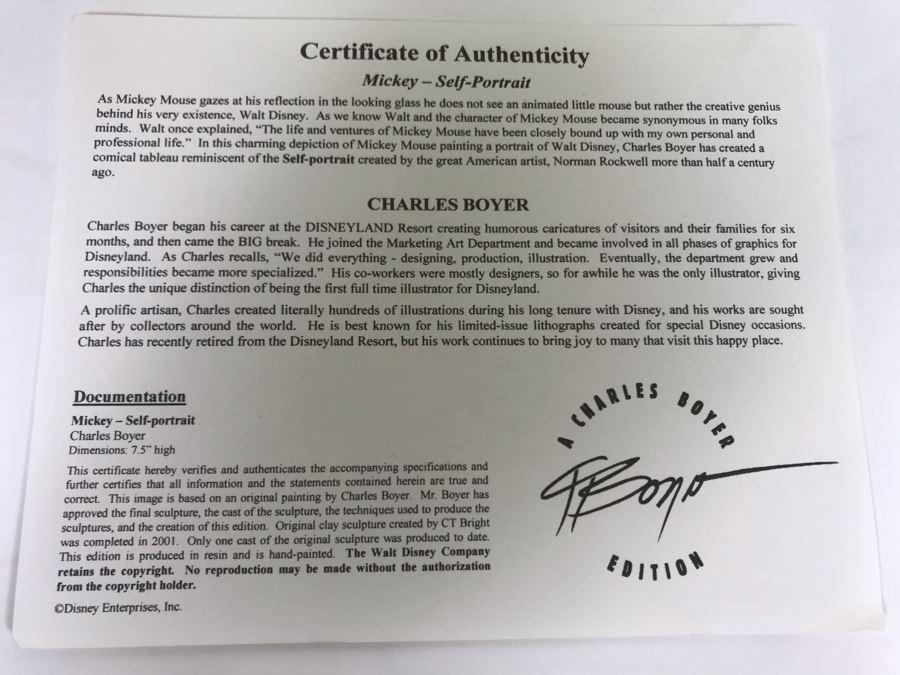 Certificate of Authenticity
Mickey – Self-Portrait
As Mickey Mouse gazes at his reflection in the looking glass he does not see an animated little mouse but rather the creative genius
behind his very existence, Walt Disney. As we know Walt and the character of Mickey Mouse became synonymous in many folks
minds. Walt once explained, “The life and ventures of Mickey Mouse have been closely bound up with my own personal and
professional life.” In this charming depiction of Mickey Mouse painting a portrait of Walt Disney, Charles Boyer has created a
comical tableau reminiscent of the Self-portrait created by the great American artist, Norman Rockwell more than half a century
ago.
CHARLES BOYER
Charles Boyer began his career at the DISNEYLAND Resort creating humorous caricatures of visitors and their families for six
months, and then came the BIG break. He joined the Marketing Art Department and became involved in all phases of graphics for
Disneyland. As Charles recalls, “We did everything - designing, production, illustration. Eventually, the department grew and
responsibilities became more specialized.” His co-workers were mostly designers, so for awhile he was the only illustrator, giving
Charles the unique distinction of being the first full time illustrator for Disneyland.
A prolific artisan, Charles created literally hundreds of illustrations during his long tenure with Disney, and his works are sought
after by collectors around the world. He is best known for his limited-issue lithographs created for special Disney occasions.
Charles has recently retired from the Disneyland Resort, but his work continues to bring joy to many that visit this happy place.
Documentation
Mickey – Self-portrait
Charles Boyer
Dimensions: 7.5” high
This certificate hereby verifies and authenticates the accompanying specifications and
further certifies that all information and the statements contained herein are true and
correct. This image is based on an original painting by Charles Boyer. Mr. Boyer has
approved the final sculpture, the cast of the sculpture, the techniques used to produce the
sculptures, and the creation of this edition. Original clay sculpture created by CT Bright
was completed in 2001. Only one cast of the original sculpture was produced to date.
This edition is produced in resin and is hand-painted. The Walt Disney Company
retains the copyright. No reproduction may be made without the authorization
from the copyright holder.
©Disney Enterprises, Inc.
A CHARLES BOYER
CBoyer
EDITION